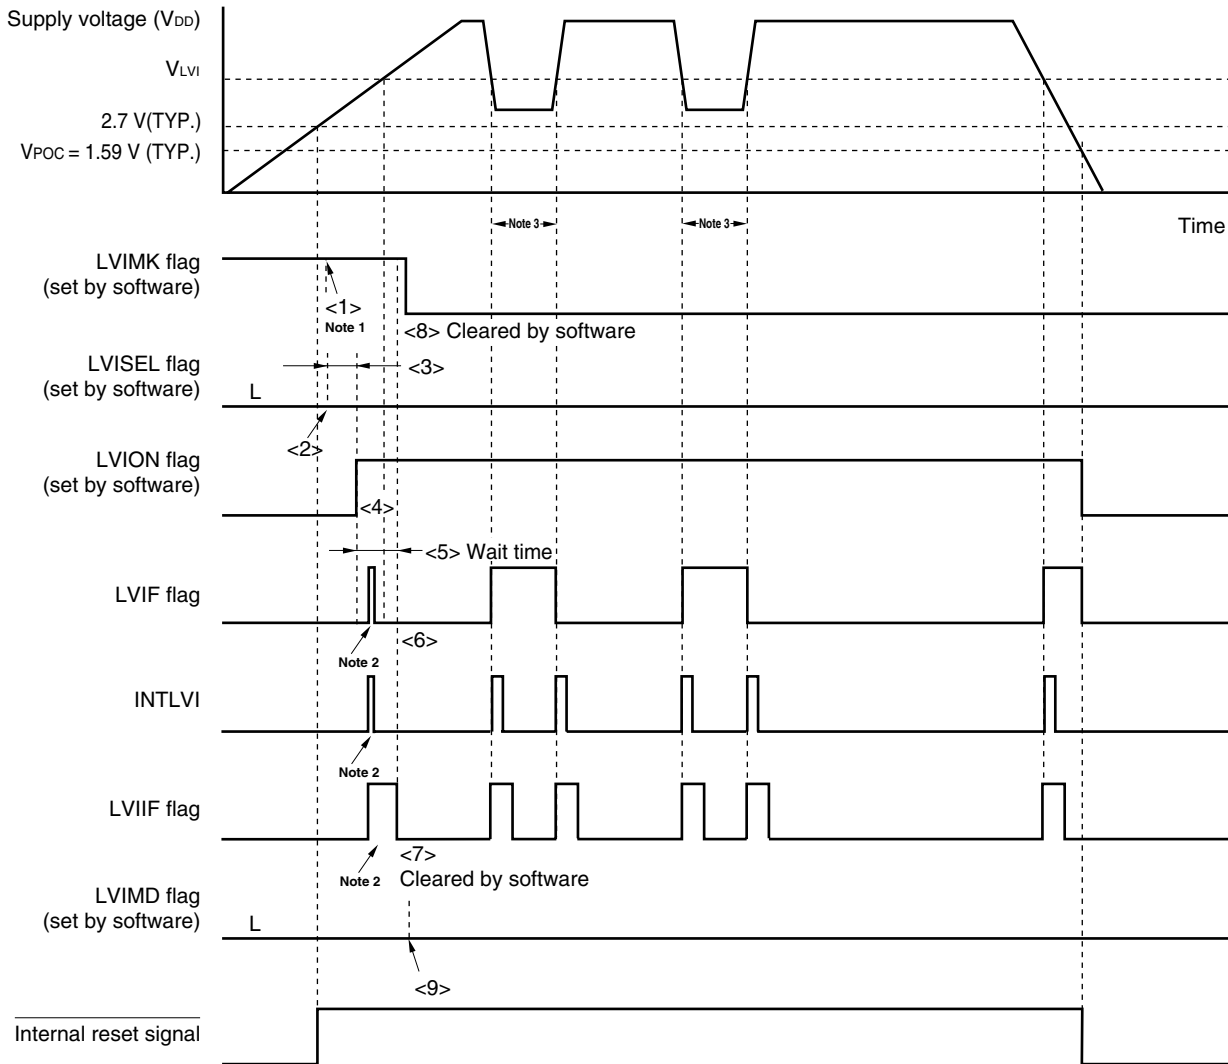 Supply voltage (VDD)
VLVI
2.7 V(TYP.)
VPOC = 1.59 V (TYP.)
Note 3
Note 3
Time
LVIMK flag
(set by software)
<1>
Note 1
<8> Cleared by software
LVISEL flag
(set by software)
L
<3>
<2>
LVION flag
(set by software)
<4>
<5> Wait time
LVIF flag
Note 2
<6>
INTLVI
Note 2
LVIIF flag
Note 2
<7>
Cleared by software
LVIMD flag
(set by software)
L
<9>
Internal reset signal